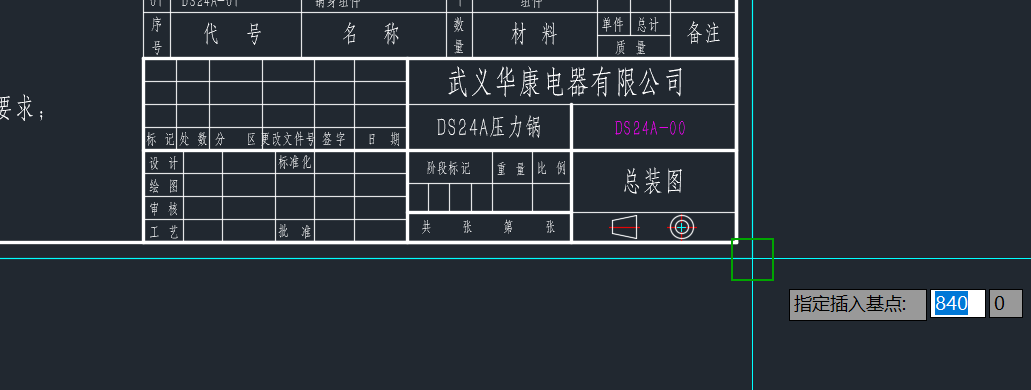 01 DS24A-01 锅身组件 1 组件
序号 代 号 名 称 数量 材 料 单件 总计 质 量 备注
武义华康电器有限公司
要求；
DS24A压力锅 DS24A-00
标 记 处 数 分 区 更改文件号 签字 日 期
设 计 标准化 阶段标记 重 量 比 例
绘 图 总装图
审 核
工 艺 批 准 共 张 第 张
指定插入基点: 840 0